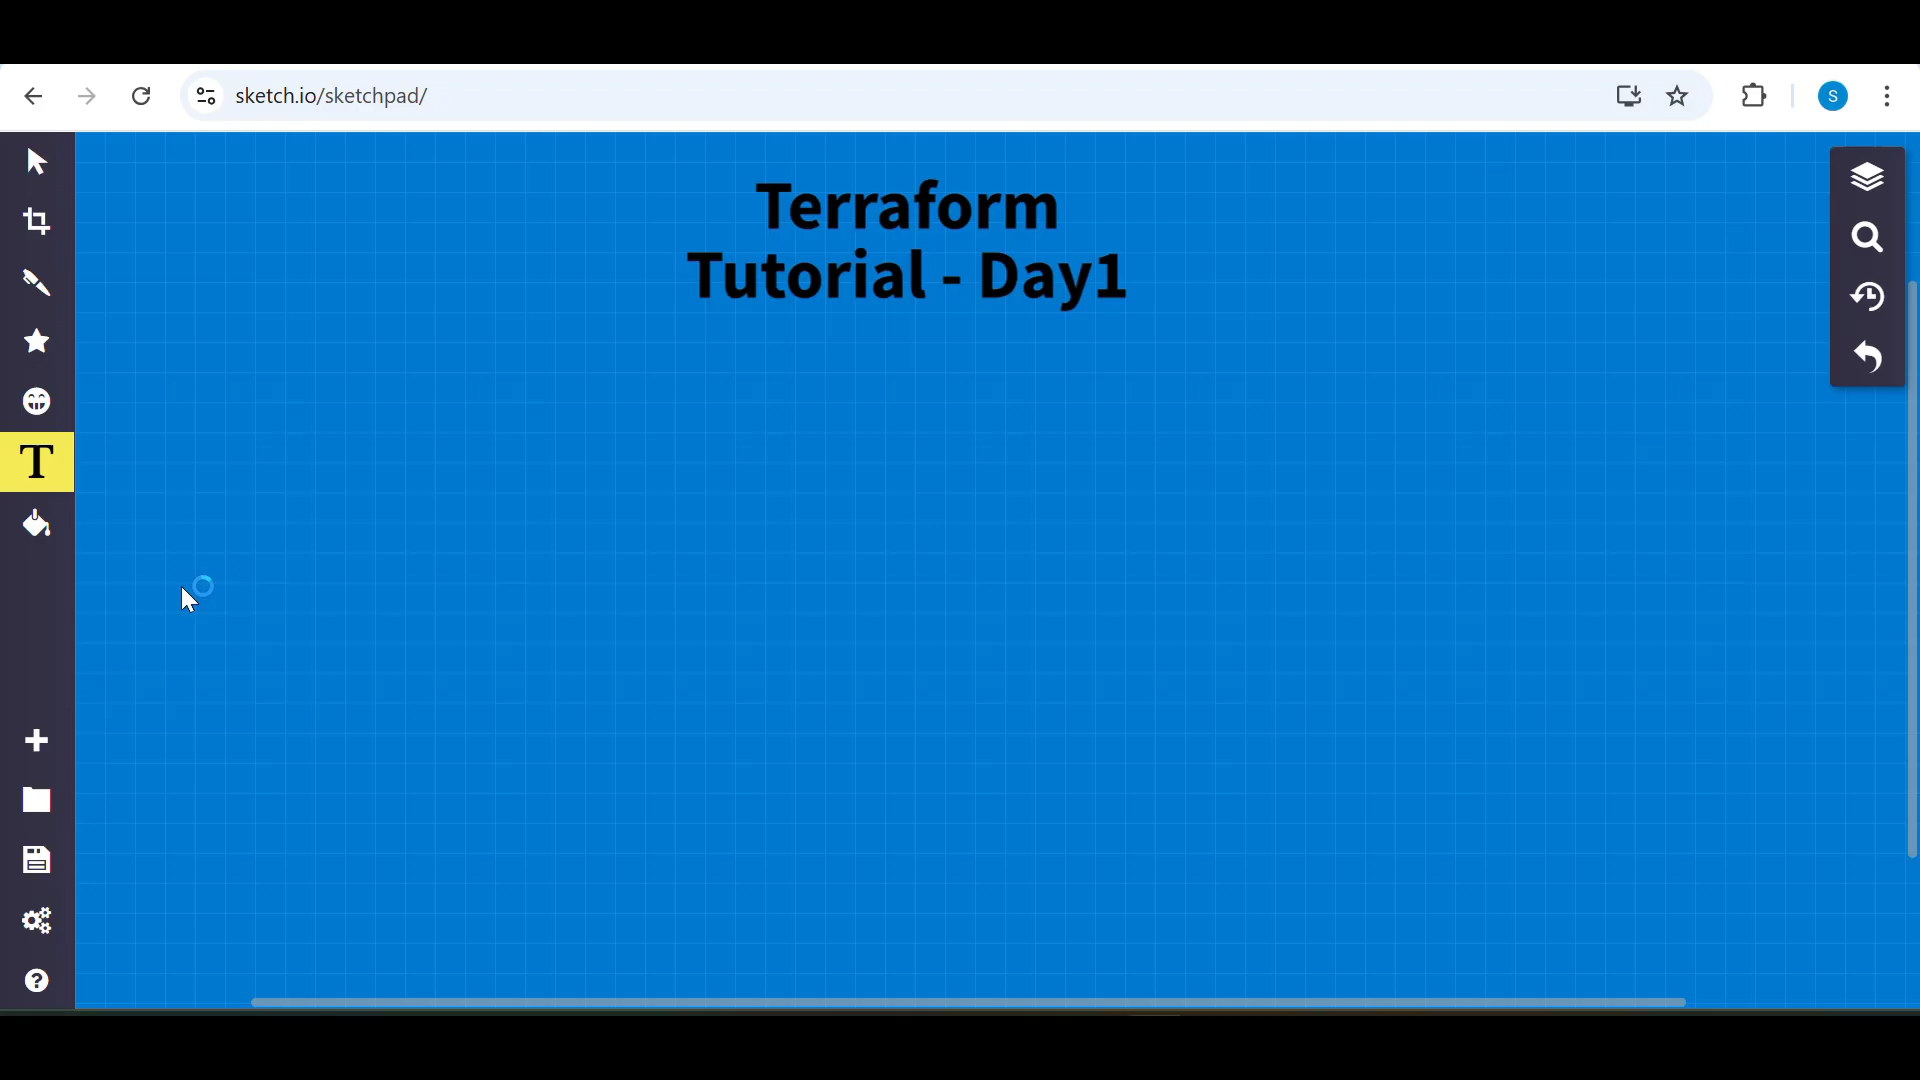 sketch.io/sketchpad/
S
Terraform
Tutorial - Day1
T